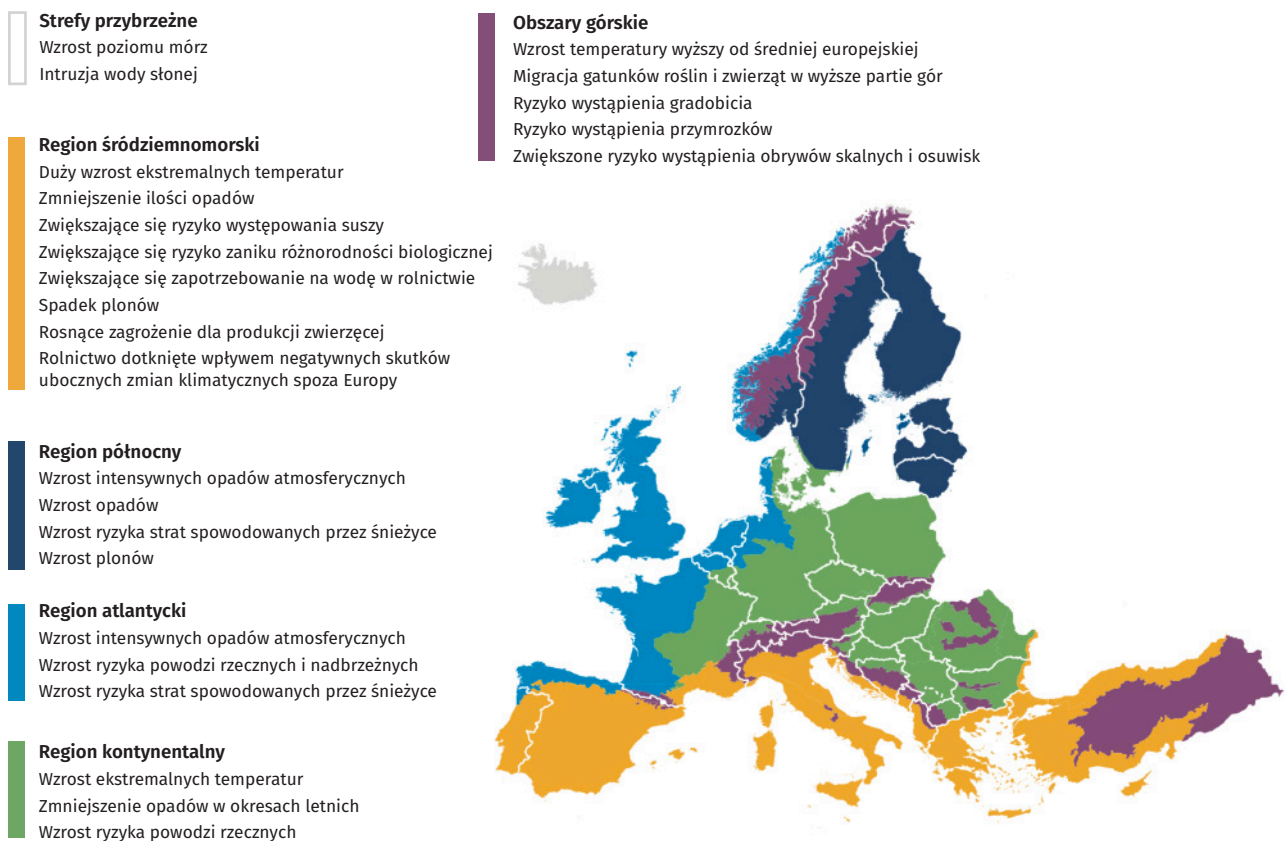 Strefy przybrzeżne
Wzrost poziomu mórz
Intruzja wody słonej
Obszary górskie
Wzrost temperatury wyższy od średniej europejskiej
Migracja gatunków roślin i zwierząt w wyższe partie gór
Ryzyko wystąpienia gradobicia
Ryzyko wystąpienia przymrozków
Zwiększone ryzyko wystąpienia obrywów skalnych i osuwisk
Region śródziemnomorski
Duży wzrost ekstremalnych temperatur
Zmniejszenie ilości opadów
Zwiększające się ryzyko występowania suszy
Zwiększające się ryzyko zaniku różnorodności biologicznej
Zwiększające się zapotrzebowanie na wodę w rolnictwie
Spadek plonów
Rosnące zagrożenie dla produkcji zwierzęcej
Rolnictwo dotknięte wpływem negatywnych skutków
ubocznych zmian klimatycznych spoza Europy
Region północny
Wzrost intensywnych opadów atmosferycznych
Wzrost opadów
Wzrost ryzyka strat spowodowanych przez śnieżyce
Wzrost plonów
Region atlantycki
Wzrost intensywnych opadów atmosferycznych
Wzrost ryzyka powodzi rzecznych i nadbrzeżnych
Wzrost ryzyka strat spowodowanych przez śnieżyce
Region kontynentalny
Wzrost ekstremalnych temperatur
Zmniejszenie opadów w okresach letnich
Wzrost ryzyka powodzi rzecznych